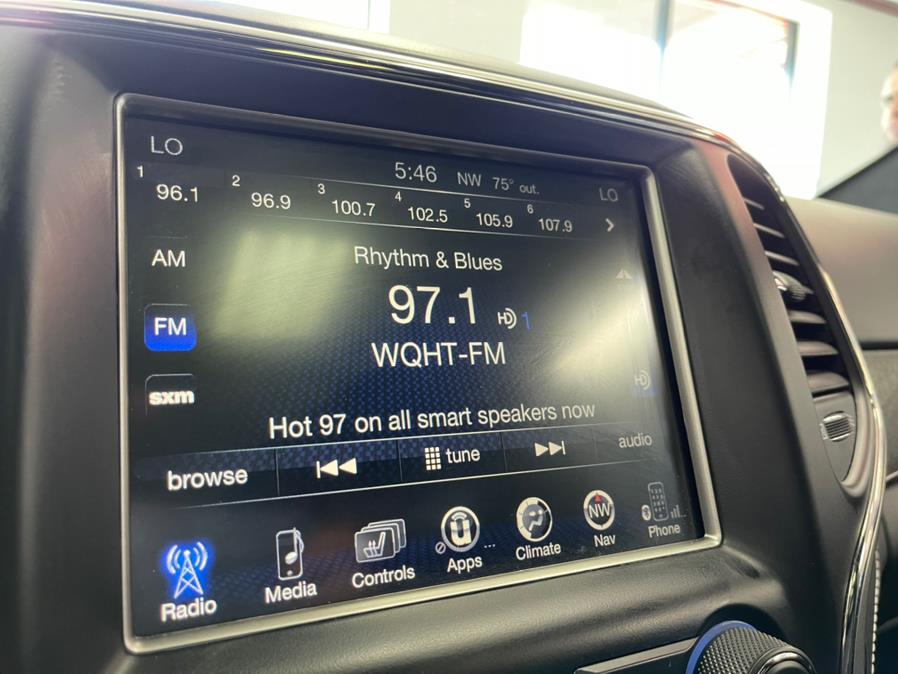 LO 5:46 NW 75° out. LO
1 96.1 2 96.9 3 100.7 4 102.5 5 105.9 6 107.9
AM
FM
sxm
Rhythm & Blues
97.1 HD 1
WQHT-FM
HD
Hot 97 on all smart speakers now
browse tune audio
NW
Radio Media Controls Apps Climate Nav Phone